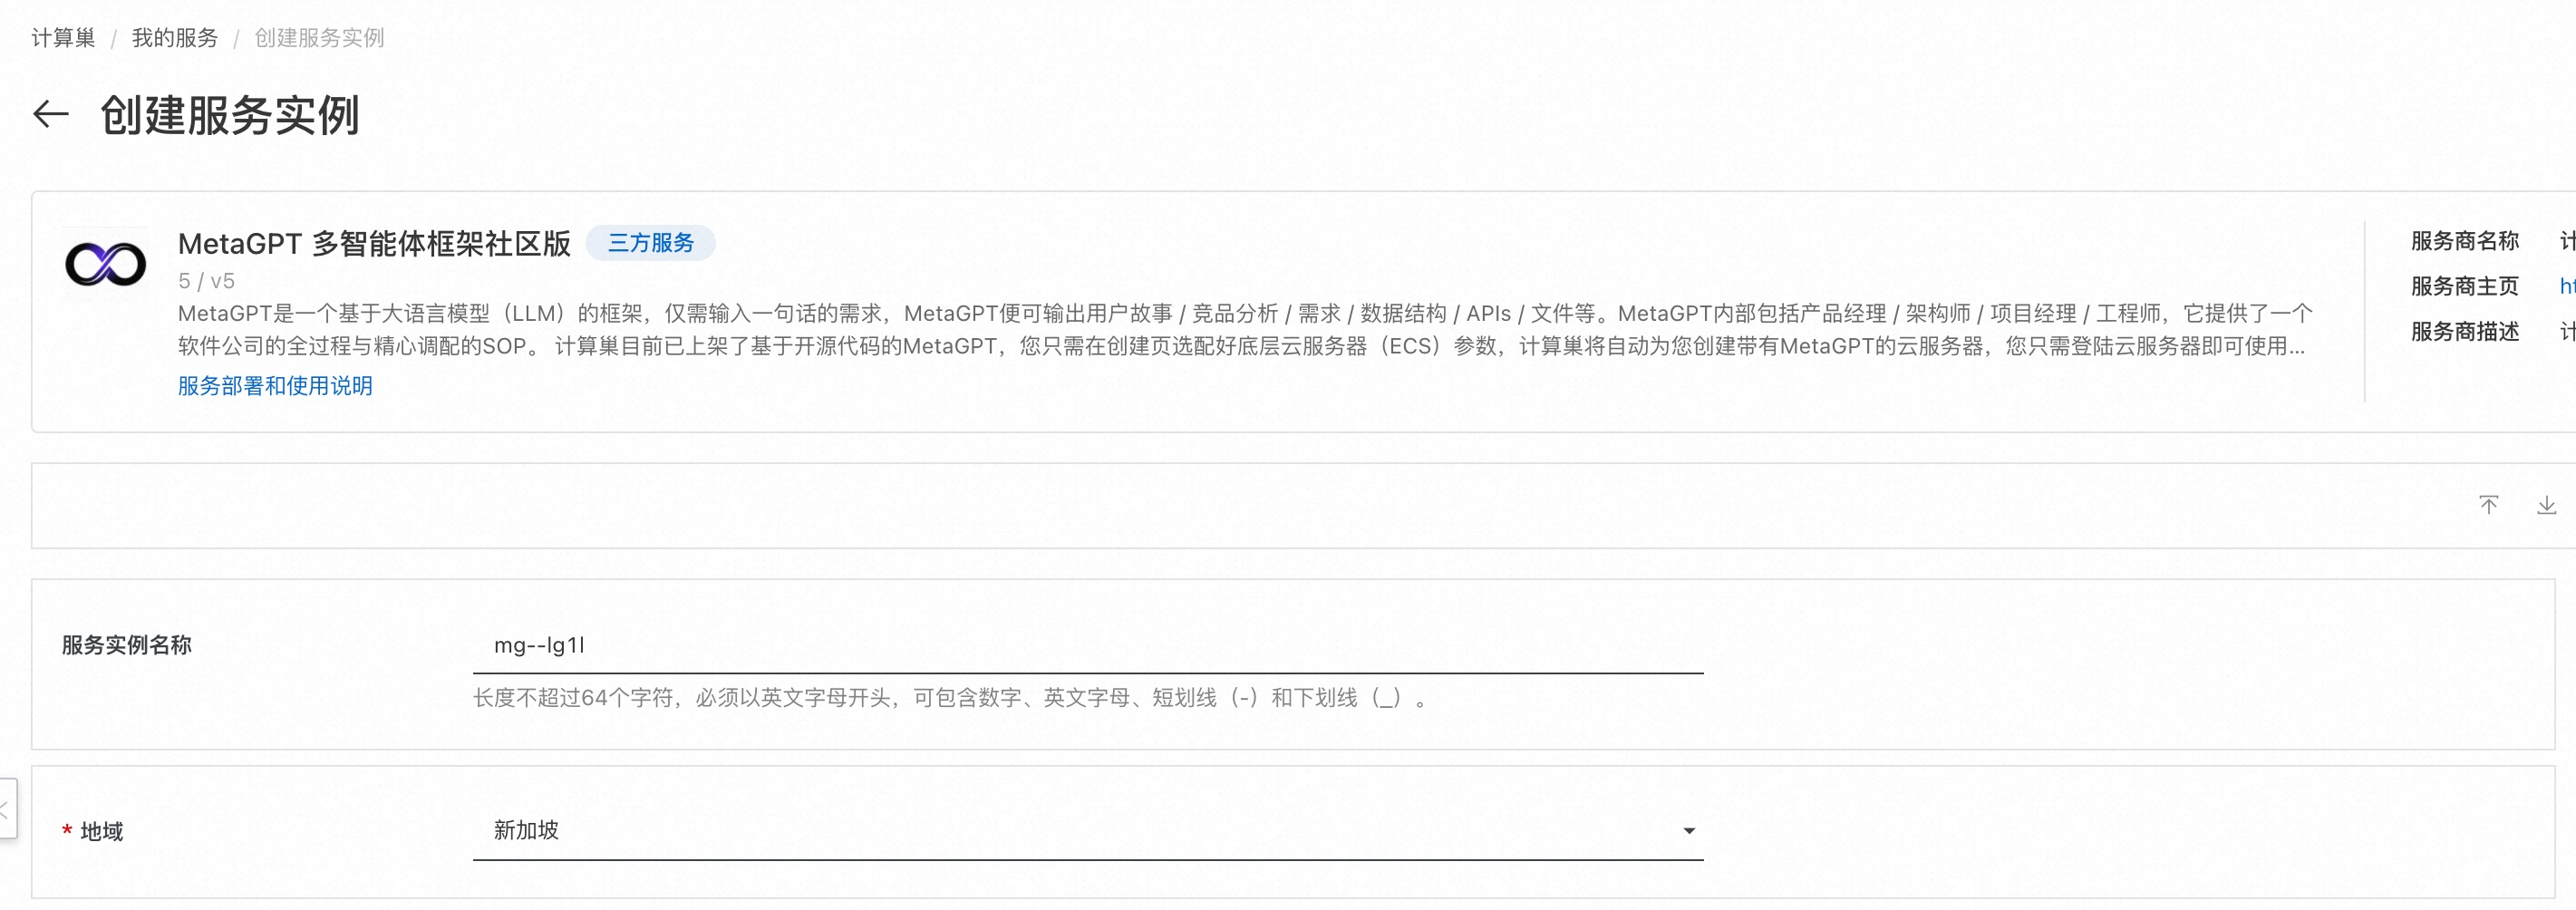 计算巢 / 我的服务 / 创建服务实例
创建服务实例
MetaGPT 多智能体框架社区版 三方服务
5 / v5
MetaGPT是一个基于大语言模型（LLM）的框架，仅需输入一句话的需求，MetaGPT便可输出用户故事 / 竞品分析 / 需求 / 数据结构 / APIs / 文件等。MetaGPT内部包括产品经理 / 架构师 / 项目经理 / 工程师，它提供了一个
软件公司的全过程与精心调配的SOP。 计算巢目前已上架了基于开源代码的MetaGPT，您只需在创建页选配好底层云服务器（ECS）参数，计算巢将自动为您创建带有MetaGPT的云服务器，您只需登陆云服务器即可使用...
服务部署和使用说明
服务商名称
服务商主页
服务商描述
服务实例名称
mg--lg1l
长度不超过64个字符，必须以英文字母开头，可包含数字、英文字母、短划线（-）和下划线（_）。
* 地域
新加坡